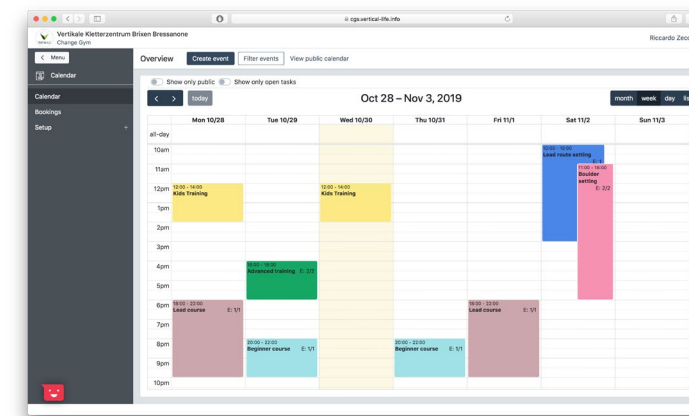 cgs.vertical-life.info
Vertikale Kletterzentrum Brixen Bressanone
Change Gym
Riccardo Zecc
Menu
Calendar
Calendar
Bookings
Setup +
Overview
Create event
Filter events
View public calendar
Show only public
Show only open tasks
today
Oct 28 – Nov 3, 2019
month week day lis
Mon 10/28 Tue 10/29 Wed 10/30 Thu 10/31 Fri 11/1 Sat 11/2 Sun 11/3
all-day
10am
11am
12pm
1pm
2pm
3pm
4pm
5pm
6pm
7pm
8pm
9pm
10pm
12:00 - 14:00
Kids Training
18:00 - 22:00
Lead course E: 1/1
Advanced training E: 2/2
20:00 - 22:00
Beginner course E: 1/1
12:00 - 14:00
Kids Training
20:00 - 22:00
Beginner course E: 1/1
18:00 - 22:00
Lead course E: 1/1
10:00 - 15:00
Lead route setting
E: 1
11:00 - 18:00
Boulder
setting
E: 2/2